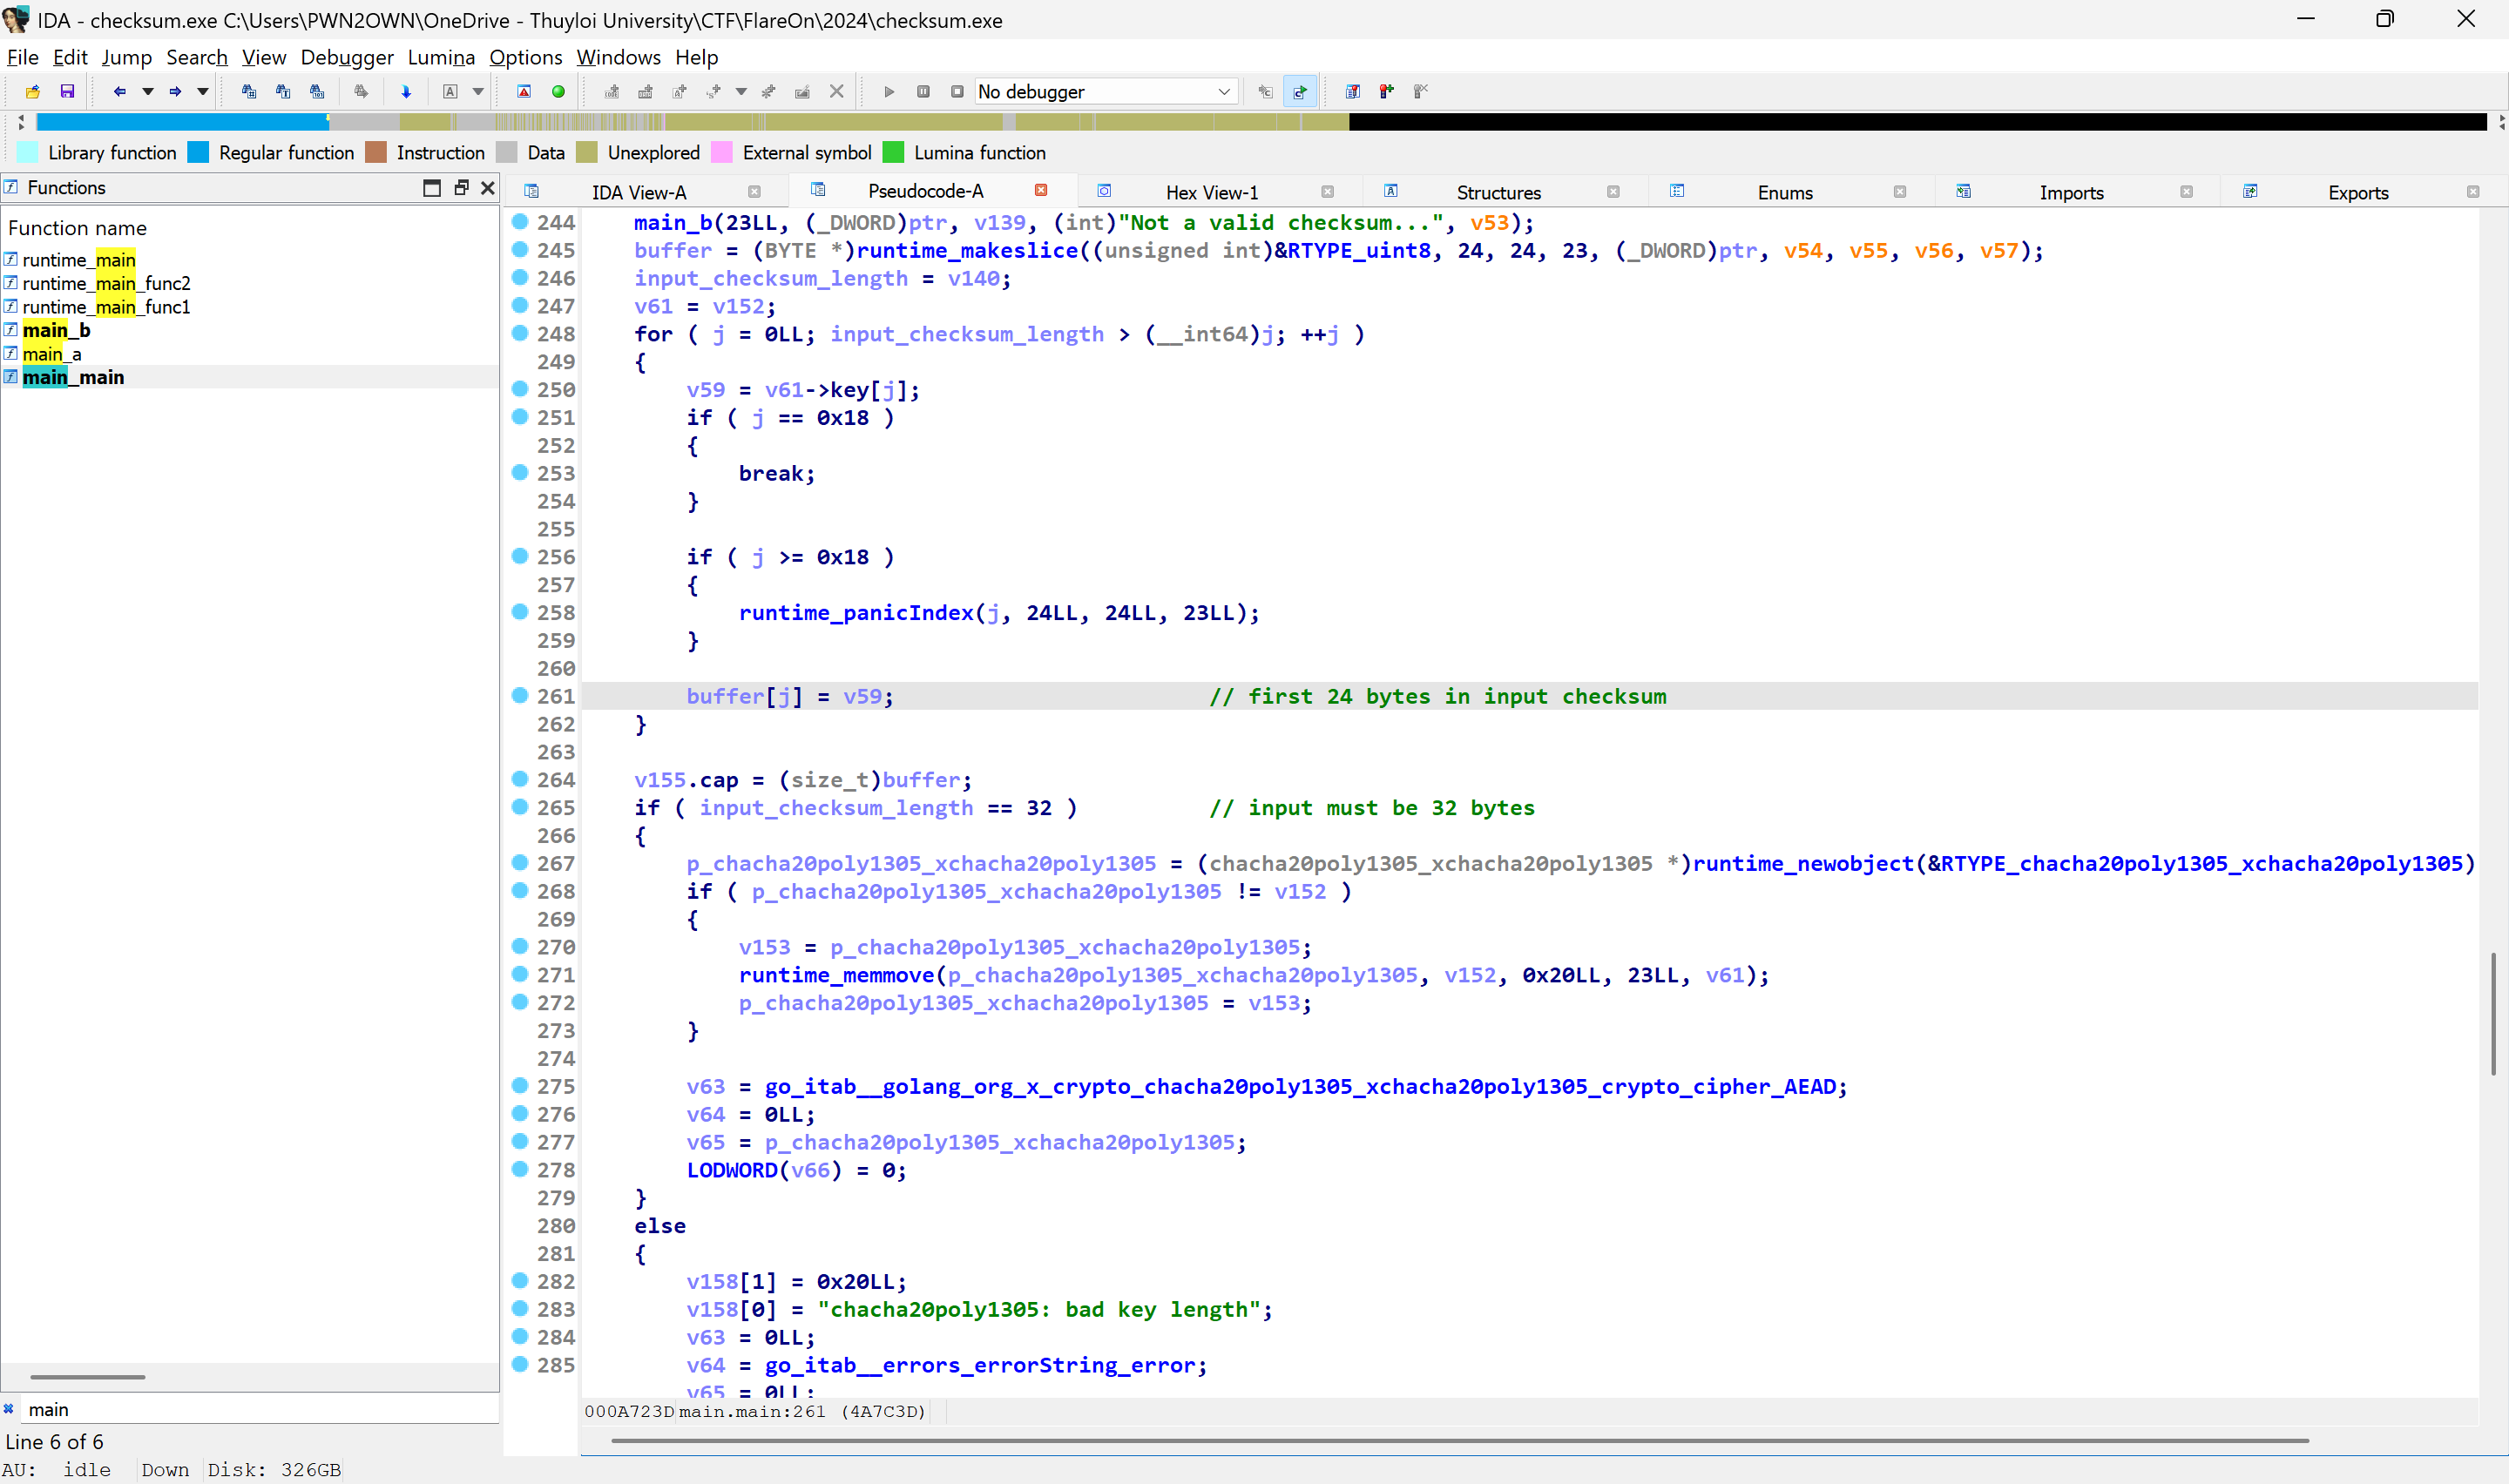 IDA - checksum.exe C:\Users\PWN2OWN\OneDrive - Thuyloi University\CTF\FlareOn\2024\checksum.exe
File Edit Jump Search View Debugger Lumina Options Windows Help
No debugger
Library function Regular function Instruction Data Unexplored External symbol Lumina function
Functions
IDA View-A Pseudocode-A Hex View-1 Structures Enums Imports Exports
Function name
runtime_main
runtime_main_func2
runtime_main_func1
main_b
main_a
main_main
244 main_b(23LL, (_DWORD)ptr, v139, (int)"Not a valid checksum...", v53);
245 buffer = (BYTE *)runtime_makeslice((unsigned int)&RTYPE_uint8, 24, 24, 23, (_DWORD)ptr, v54, v55, v56, v57);
246 input_checksum_length = v140;
247 v61 = v152;
248 for ( j = 0LL; input_checksum_length > (__int64)j; ++j )
249 {
250 v59 = v61->key[j];
251 if ( j == 0x18 )
252 {
253 break;
254 }
255
256 if ( j >= 0x18 )
257 {
258 runtime_panicIndex(j, 24LL, 24LL, 23LL);
259 }
260
261 buffer[j] = v59; // first 24 bytes in input checksum
262 }
263
264 v155.cap = (size_t)buffer;
265 if ( input_checksum_length == 32 ) // input must be 32 bytes
266 {
267 p_chacha20poly1305_xchacha20poly1305 = (chacha20poly1305_xchacha20poly1305 *)runtime_newobject(&RTYPE_chacha20poly1305_xchacha20poly1305)
268 if ( p_chacha20poly1305_xchacha20poly1305 != v152 )
269 {
270 v153 = p_chacha20poly1305_xchacha20poly1305;
271 runtime_memmove(p_chacha20poly1305_xchacha20poly1305, v152, 0x20LL, 23LL, v61);
272 p_chacha20poly1305_xchacha20poly1305 = v153;
273 }
274
275 v63 = go_itab__golang_org_x_crypto_chacha20poly1305_xchacha20poly1305_crypto_cipher_AEAD;
276 v64 = 0LL;
277 v65 = p_chacha20poly1305_xchacha20poly1305;
278 LODWORD(v66) = 0;
279 }
280 else
281 {
282 v158[1] = 0x20LL;
283 v158[0] = "chacha20poly1305: bad key length";
284 v63 = 0LL;
285 v64 = go_itab__errors_errorString_error;
v65 = 0LL;
000A723D main.main:261 (4A7C3D)
main
Line 6 of 6
AU: idle Down Disk: 326GB